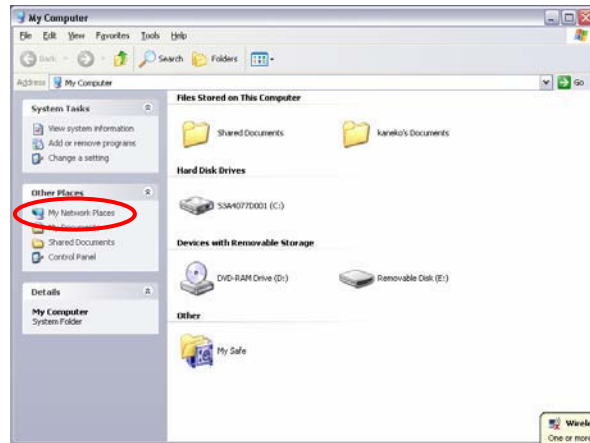 My Computer
File Edit View Favorites Tools Help
Back Search Folders
Address My Computer Go
System Tasks
View system information
Add or remove programs
Change a setting
Other Places
My Network Places
My Documents
Shared Documents
Control Panel
Details
My Computer
System Folder
Files Stored on This Computer
Shared Documents kaneko's Documents
Hard Disk Drives
S3A4077D001 (C:)
Devices with Removable Storage
DVD-RAM Drive (D:) Removable Disk (E:)
Other
My Safe
Wirele
One or more